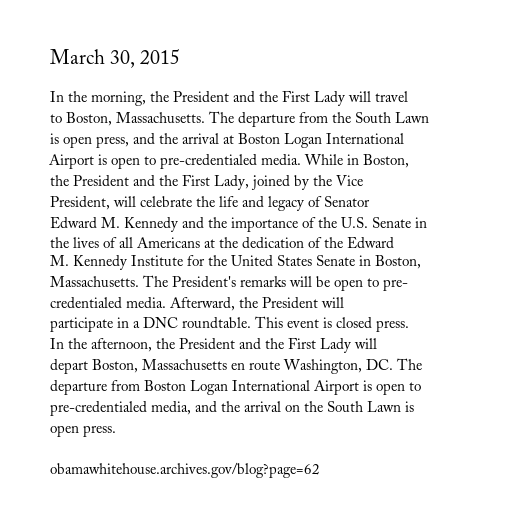 March 30, 2015
In the morning, the President and the First Lady will travel
to Boston, Massachusetts. The departure from the South Lawn
is open press, and the arrival at Boston Logan International
Airport is open to pre-credentialed media. While in Boston,
the President and the First Lady, joined by the Vice
President, will celebrate the life and legacy of Senator
Edward M. Kennedy and the importance of the U.S. Senate in
the lives of all Americans at the dedication of the Edward
M. Kennedy Institute for the United States Senate in Boston,
Massachusetts. The President's remarks will be open to pre-
credentialed media. Afterward, the President will
participate in a DNC roundtable. This event is closed press.
In the afternoon, the President and the First Lady will
depart Boston, Massachusetts en route Washington, DC. The
departure from Boston Logan International Airport is open to
pre-credentialed media, and the arrival on the South Lawn is
open press.
obamawhitehouse.archives.gov/blog?page=62